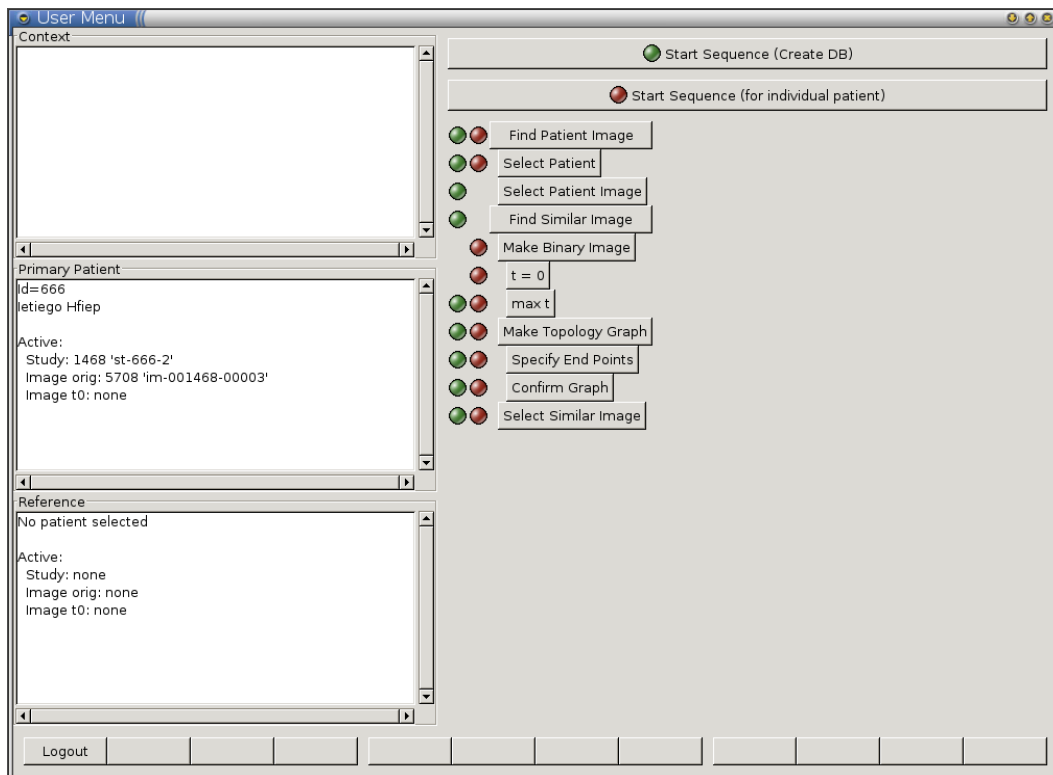 User Menu
Context
Primary Patient
Id=666
Ietiego Hfiep
Active:
Study: 1468 'st-666-2'
Image orig: 5708 'im-001468-00003'
Image t0: none
Reference
No patient selected
Active:
Study: none
Image orig: none
Image t0: none
Start Sequence (Create DB)
Start Sequence (for individual patient)
Find Patient Image
Select Patient
Select Patient Image
Find Similar Image
Make Binary Image
t = 0
max t
Make Topology Graph
Specify End Points
Confirm Graph
Select Similar Image
Logout